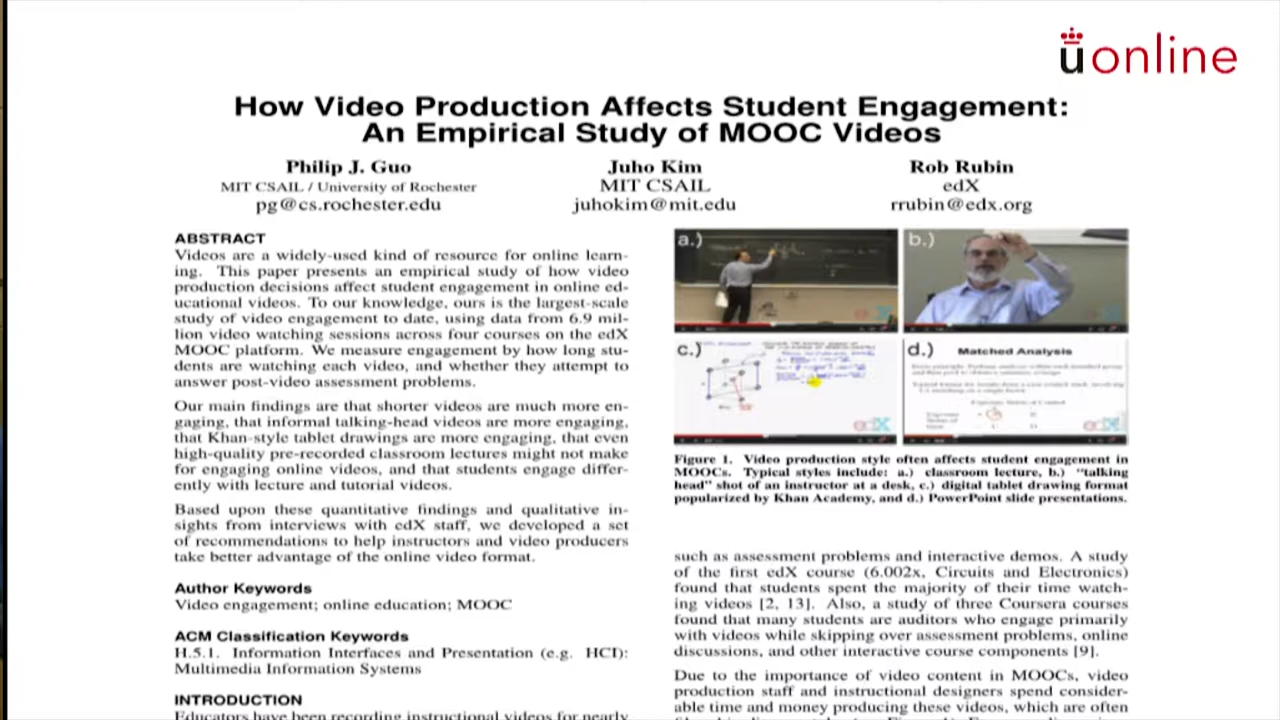 uonline
How Video Production Affects Student Engagement:
An Empirical Study of MOOC Videos
Philip J. Guo
MIT CSAIL / University of Rochester
pg@cs.rochester.edu
Juho Kim
MIT CSAIL
juhokim@mit.edu
Rob Rubin
edX
rrubin@edx.org
ABSTRACT
Videos are a widely-used kind of resource for online learn-
ing. This paper presents an empirical study of how video
production decisions affect student engagement in online ed-
ucational videos. To our knowledge, ours is the largest-scale
study of video engagement to date, using data from 6.9 mil-
lion video watching sessions across four courses on the edX
MOOC platform. We measure engagement by how long stu-
dents are watching each video, and whether they attempt to
answer post-video assessment problems.
Our main findings are that shorter videos are much more en-
gaging, that informal talking-head videos are more engaging,
that Khan-style tablet drawings are more engaging, that even
high-quality pre-recorded classroom lectures might not make
for engaging online videos, and that students engage differ-
ently with lecture and tutorial videos.
Based upon these quantitative findings and qualitative in-
sights from interviews with edX staff, we developed a set
of recommendations to help instructors and video producers
take better advantage of the online video format.
Author Keywords
Video engagement; online education; MOOC
ACM Classification Keywords
H.5.1. Information Interfaces and Presentation (e.g. HCI):
Multimedia Information Systems
INTRODUCTION
Educators have been recording instructional videos for nearly
a.)
b.)
c.)
edX
d.)
Matched Analysis
edX
Figure 1. Video production style often affects student engagement in
MOOCs. Typical styles include: a.) classroom lecture, b.) "talking
head" shot of an instructor at a desk, c.) digital tablet drawing format
popularized by Khan Academy, and d.) PowerPoint slide presentations.
such as assessment problems and interactive demos. A study
of the first edX course (6.002x, Circuits and Electronics)
found that students spent the majority of their time watch-
ing videos [2, 13]. Also, a study of three Coursera courses
found that many students are auditors who engage primarily
with videos while skipping over assessment problems, online
discussions, and other interactive course components [9].
Due to the importance of video content in MOOCs, video
production staff and instructional designers spend consider-
able time and money producing these videos, which are often